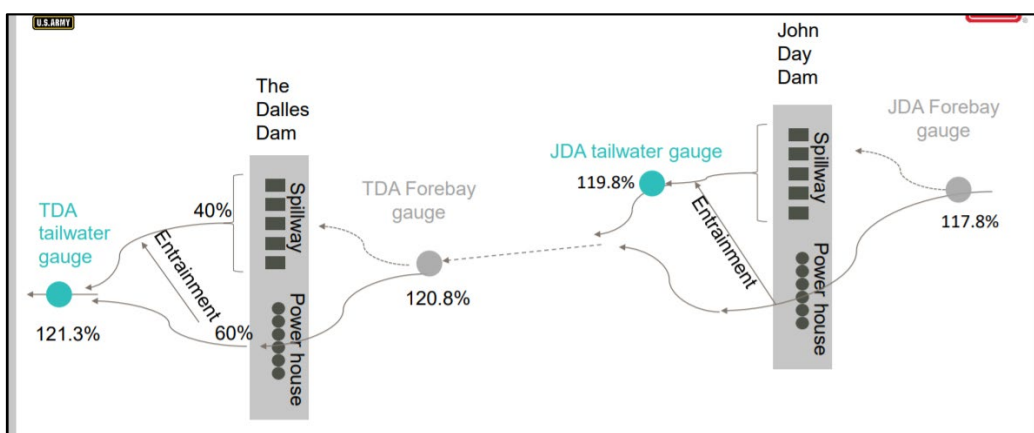 U.S.ARMY
John
Day
Dam
The
Dalles
Dam
JDA Forebay
gauge
Spillway
JDA tailwater gauge
119.8%
TDA Forebay
gauge
117.8%
Entrainment
Power house
TDA
tailwater
gauge
40%
Spillway
Entrainment
120.8%
60%
121.3%
Power house